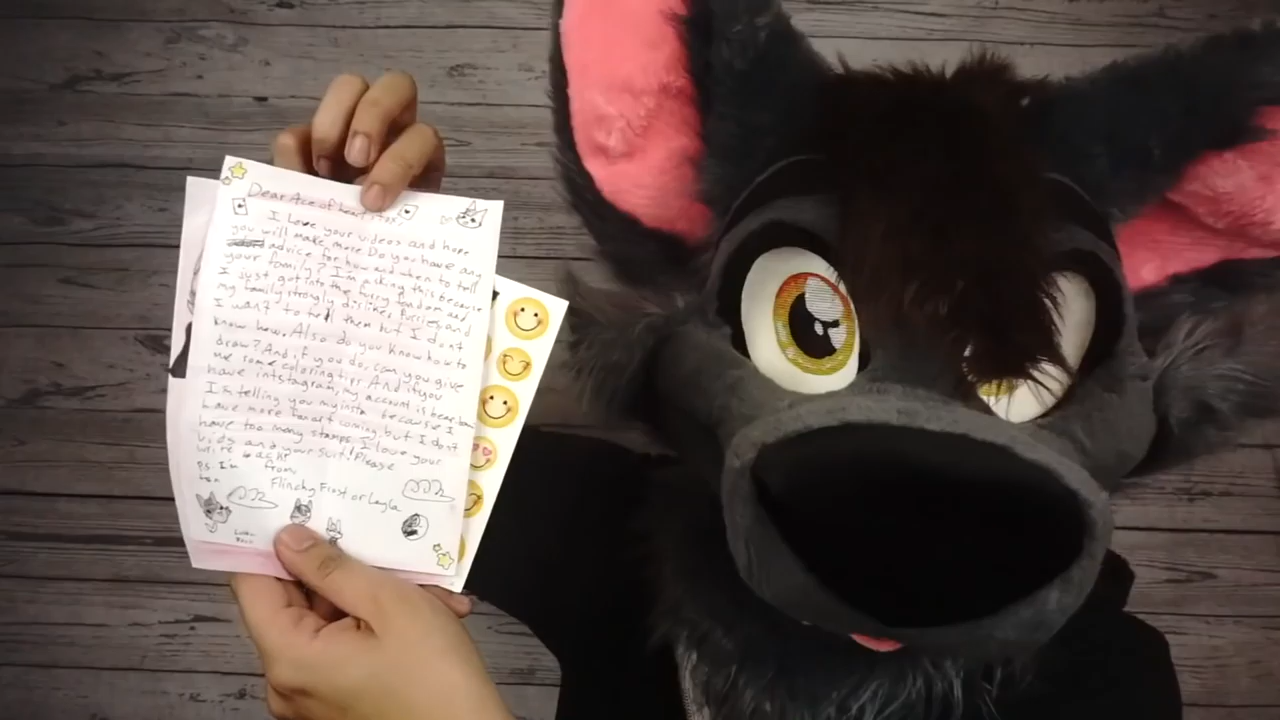 Dear Ace of hearts fox,
I Love your videos and hope
you will make more. Do you have any
advice for how and when to tell
your family? I'm asking this because
I just got into the furry fandom and
my family strongly dislikes furries and
I want to tell them but I don't
know how. Also do you know how to
draw? And if you do, can you give
me some coloring tips. And if you
have intstagram, my account is
I'm telling you my insta because I
have more fanart coming, but I don't
have too many stamps. I love your
vids and your suit! Please
write back?
P.S. I'm
from
Flinchy Frost or Layla